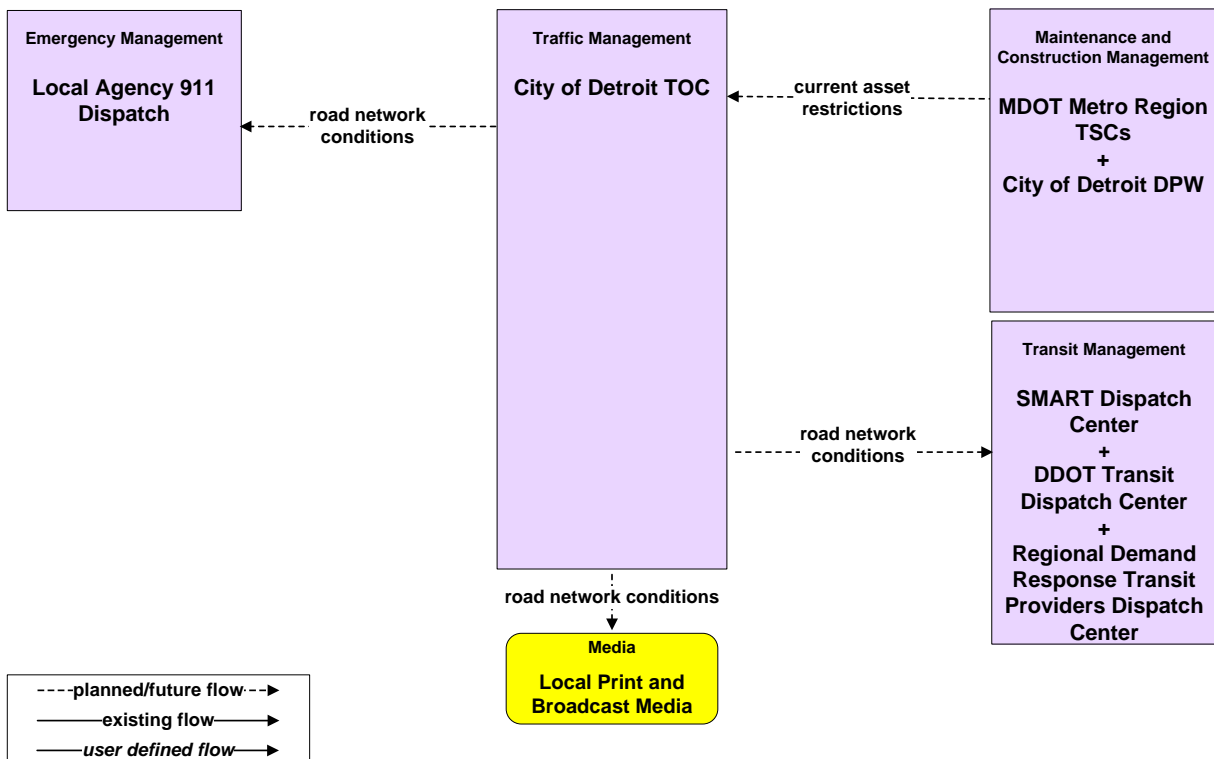 Emergency Management
Local Agency 911
Dispatch
road network
conditions
Traffic Management
City of Detroit TOC
current asset
restrictions
Maintenance and
Construction Management
MDOT Metro Region
TSCs
+
City of Detroit DPW
road network
conditions
Transit Management
SMART Dispatch
Center
+
DDOT Transit
Dispatch Center
+
Regional Demand
Response Transit
Providers Dispatch
Center
road network conditions
Media
Local Print and
Broadcast Media
planned/future flow
existing flow
user defined flow